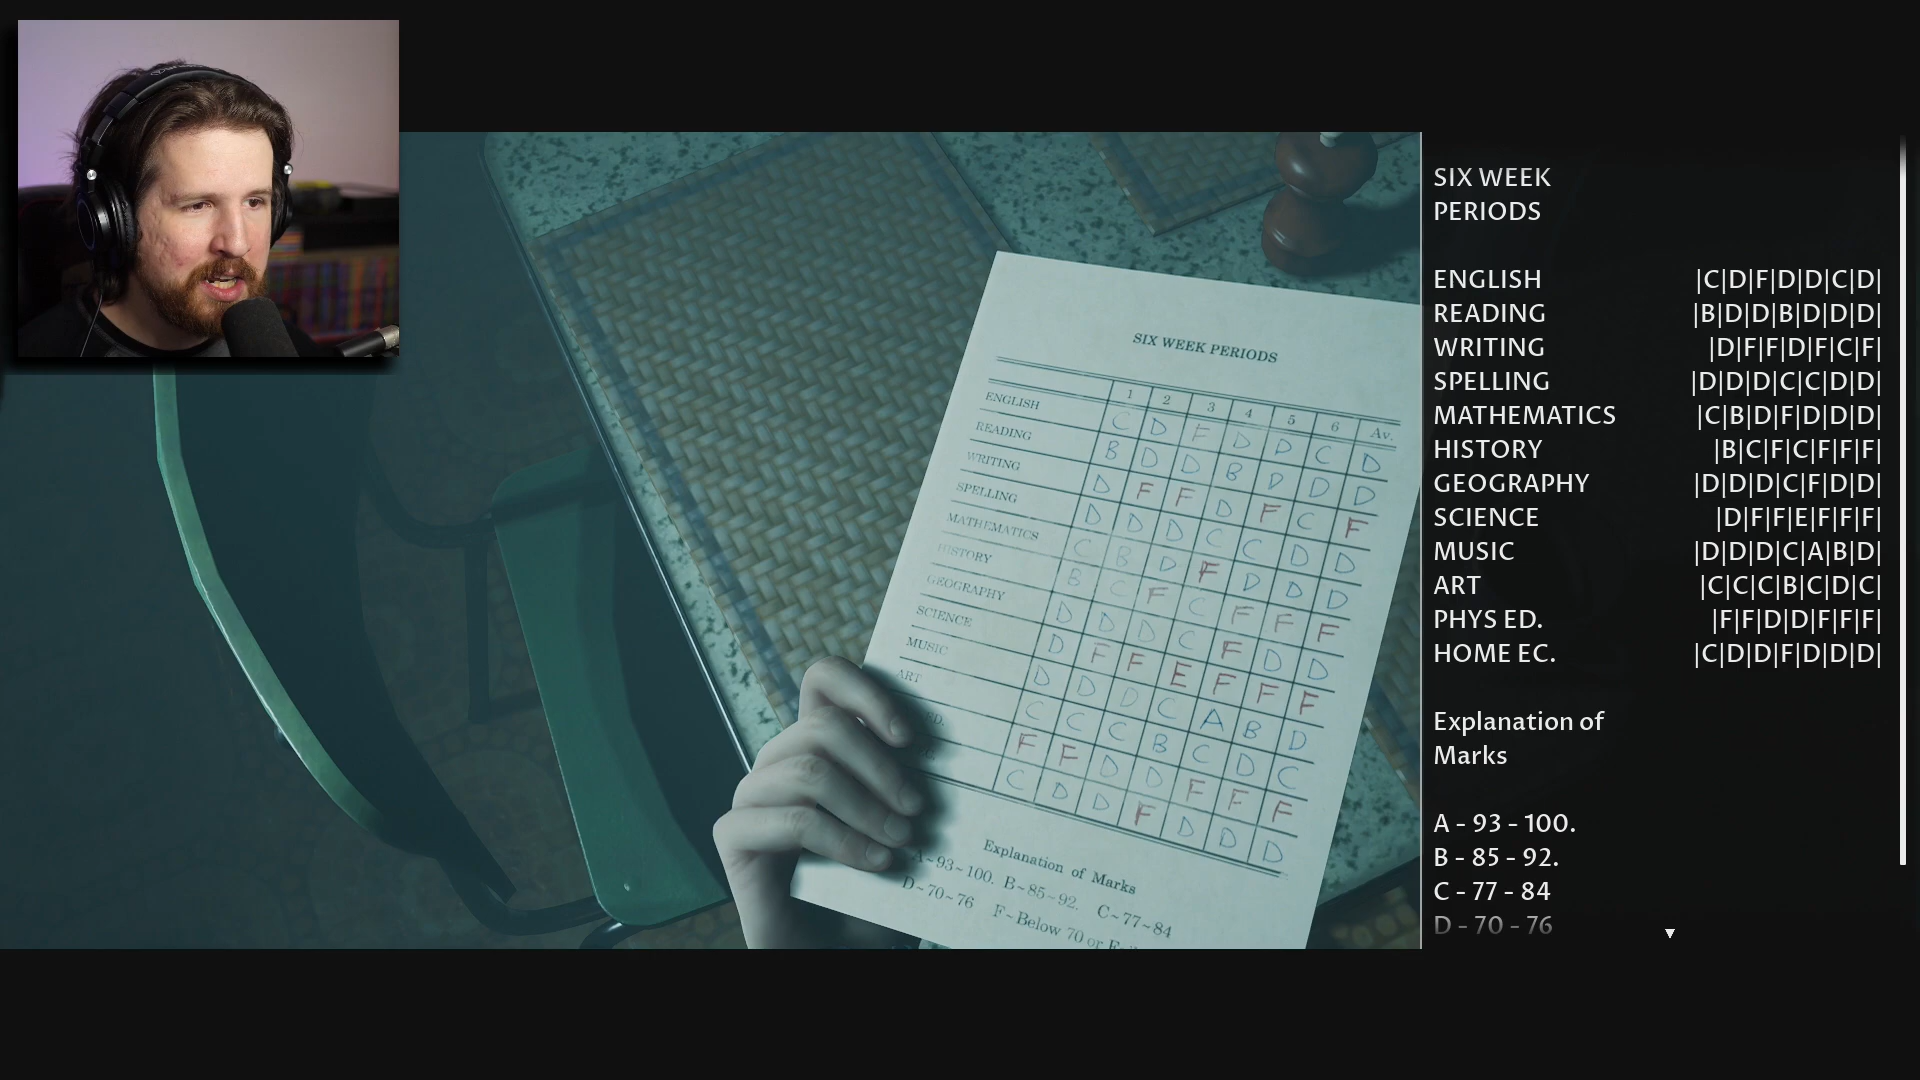 SIX WEEK PERIODS
1 2 3 4 5 6 Av.
ENGLISH C D F D D C D
READING B D D B D D D
WRITING D F F D F C F
SPELLING D D D C C D D
MATHEMATICS C B D F D D D
HISTORY B C F C F F F
GEOGRAPHY D D D C F D D
SCIENCE D F F E F F F
MUSIC D D D C A B D
ART C C C B C D C
ED. F F D D F F F
C D D F D D D
Explanation of Marks
A~93~100. B~85~92. C~77~84
D~70~76 F~Below 70 or
SIX WEEK
PERIODS
ENGLISH |C|D|F|D|D|C|D|
READING |B|D|D|B|D|D|D|
WRITING |D|F|F|D|F|C|F|
SPELLING |D|D|D|C|C|D|D|
MATHEMATICS |C|B|D|F|D|D|D|
HISTORY |B|C|F|C|F|F|F|
GEOGRAPHY |D|D|D|C|F|D|D|
SCIENCE |D|F|F|E|F|F|F|
MUSIC |D|D|D|C|A|B|D|
ART |C|C|C|B|C|D|C|
PHYS ED. |F|F|D|D|F|F|F|
HOME EC. |C|D|D|F|D|D|D|
Explanation of
Marks
A - 93 - 100.
B - 85 - 92.
C - 77 - 84
D - 70 - 76